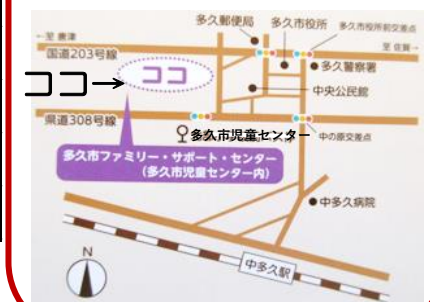 多久郵便局
多久市役所
多久市役所前交差点
←至 唐津
至 佐賀→
国道203号線
ココ→
ココ
多久警察署
中央公民館
県道308号線
多久市児童センター
中の原交差点
多久市ファミリー・サポート・センター
（多久市児童センター内）
中多久病院
N
中多久駅